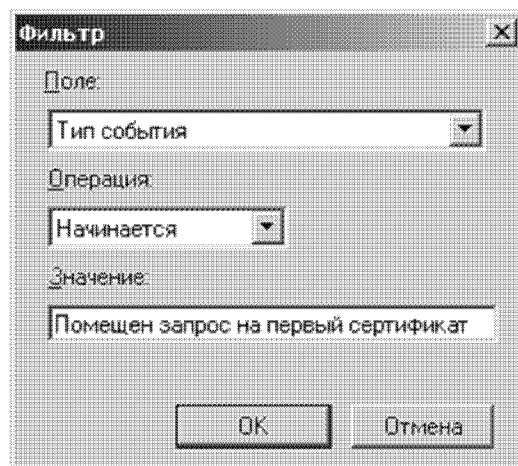 Фильтр
Поле:
Тип события
Операция:
Начинается
Значение:
Помещен запрос на первый сертификат
OK
Отмена